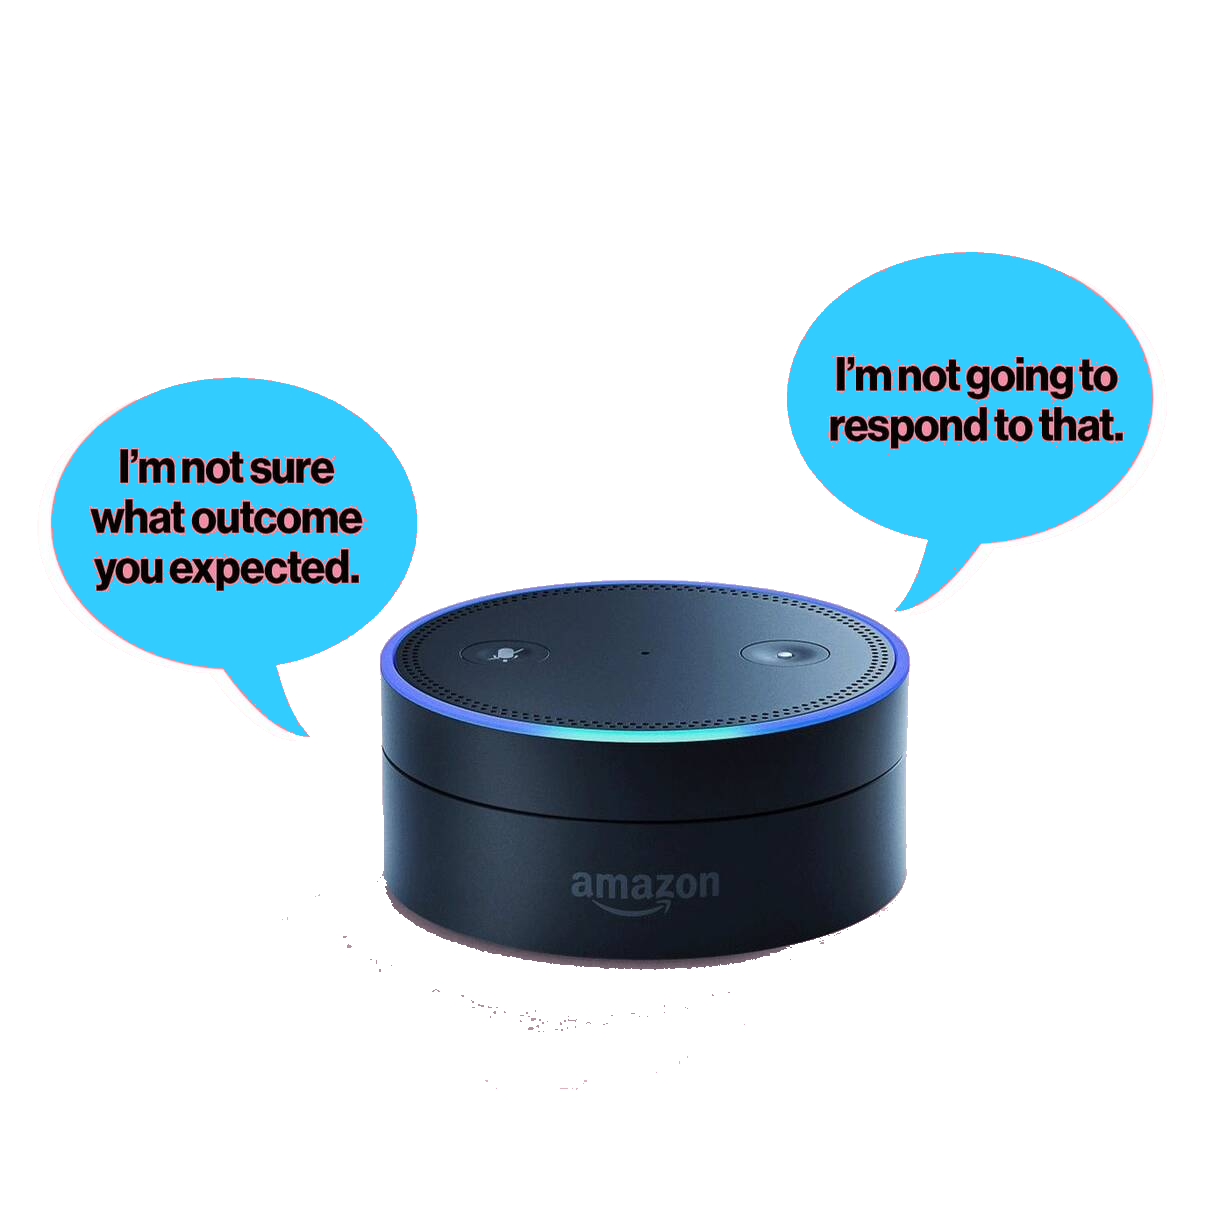 I'm not going to
respond to that.
I'm not sure
what outcome
you expected.
amazon